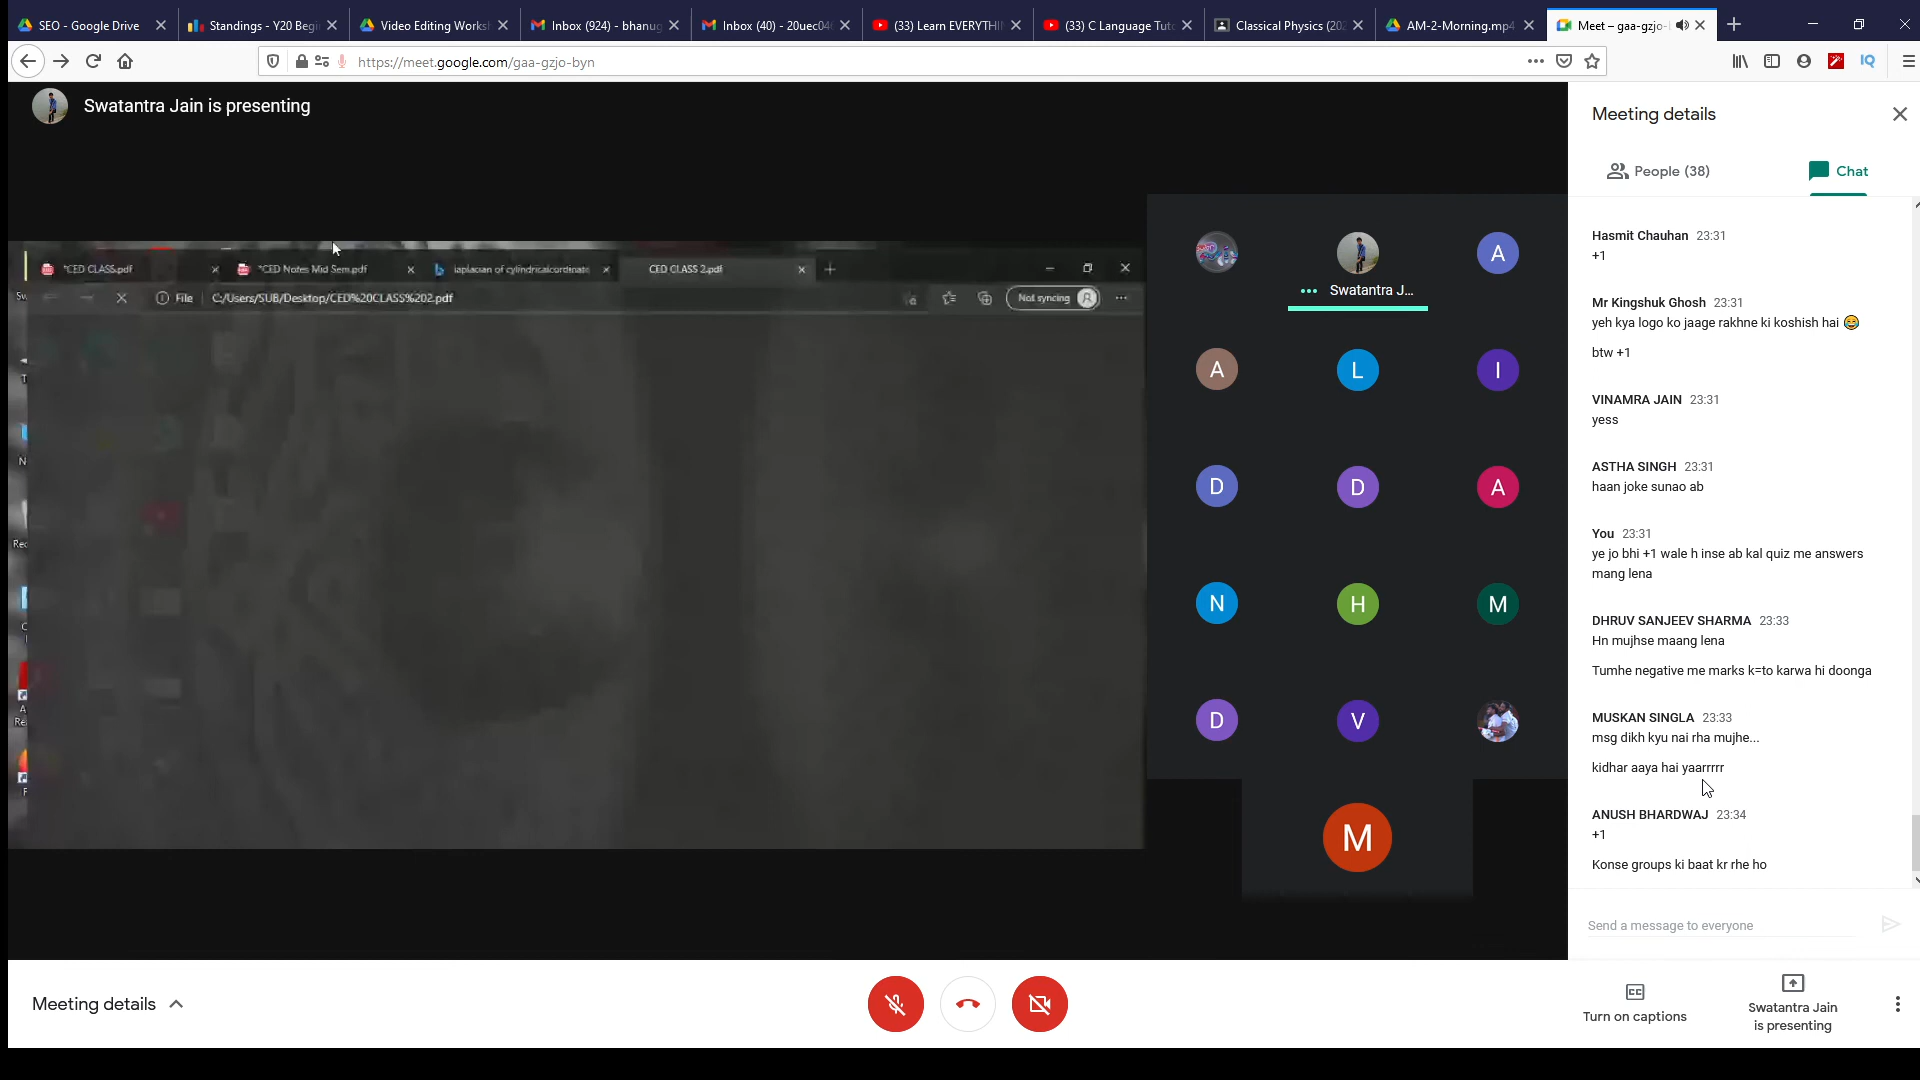 SEO - Google Drive
Standings - Y20 Begi
Video Editing Works
Inbox (924) - bhanug
Inbox (40) - 20uec04
(33) Learn EVERYTHI
(33) C Language Tut
Classical Physics (202
AM-2-Morning.mp4
Meet – gaa-gzjo-
https://meet.google.com/gaa-gzjo-byn
IQ
Swatantra Jain is presenting
Meeting details
People (38)
Chat
*CED CLASS.pdf
*CED Notes Mid Sem.pdf
laplacian of cylindricalcordinate
CED CLASS 2.pdf
File
C:/Users/SUB/Desktop/CED%20CLASS%202.pdf
Not syncing
A
Swatantra J...
A
L
I
D
D
A
N
H
M
D
V
M
Hasmit Chauhan 23:31
+1
Mr Kingshuk Ghosh 23:31
yeh kya logo ko jaage rakhne ki koshish hai 😂
btw +1
VINAMRA JAIN 23:31
yess
ASTHA SINGH 23:31
haan joke sunao ab
You 23:31
ye jo bhi +1 wale h inse ab kal quiz me answers
mang lena
DHRUV SANJEEV SHARMA 23:33
Hn mujhse maang lena
Tumhe negative me marks k=to karwa hi doonga
MUSKAN SINGLA 23:33
msg dikh kyu nai rha mujhe...
kidhar aaya hai yaarrrrr
ANUSH BHARDWAJ 23:34
+1
Konse groups ki baat kr rhe ho
Send a message to everyone
Meeting details
CC
Turn on captions
Swatantra Jain
is presenting